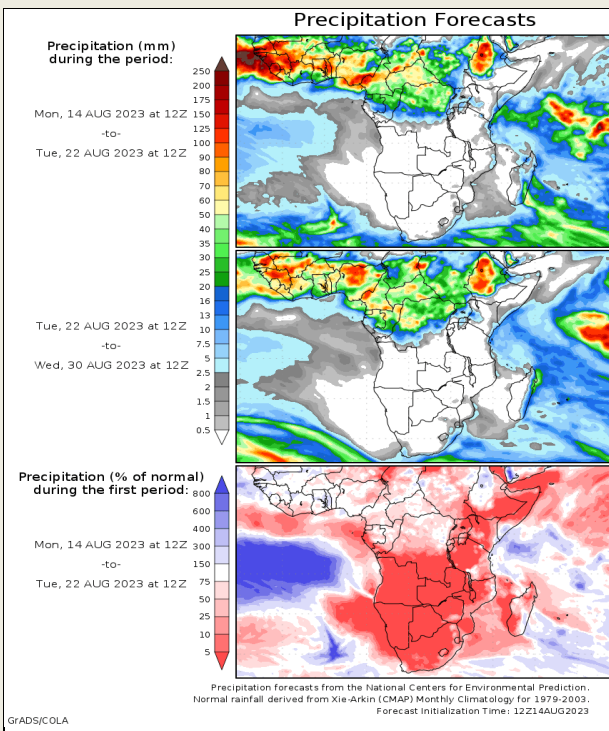 Precipitation Forecasts
Precipitation (mm)
during the period:
Mon, 14 AUG 2023 at 12Z
-to-
Tue, 22 AUG 2023 at 12Z
250
200
175
150
125
100
90
80
70
60
50
40
35
30
25
20
16
13
10
7.5
5
2.5
2
1.5
1
0.5
Tue, 22 AUG 2023 at 12Z
-to-
Wed, 30 AUG 2023 at 12Z
Precipitation (% of normal)
during the first period:
Mon, 14 AUG 2023 at 12Z
-to-
Tue, 22 AUG 2023 at 12Z
800
600
400
300
150
75
50
25
10
5
Precipitation forecasts from the National Centers for Environmental Prediction.
Normal rainfall derived from Xie-Arkin (CMAP) Monthly Climatology for 1979-2003.
Forecast Initialization Time: 12Z14AUG2023
GrADS/COLA